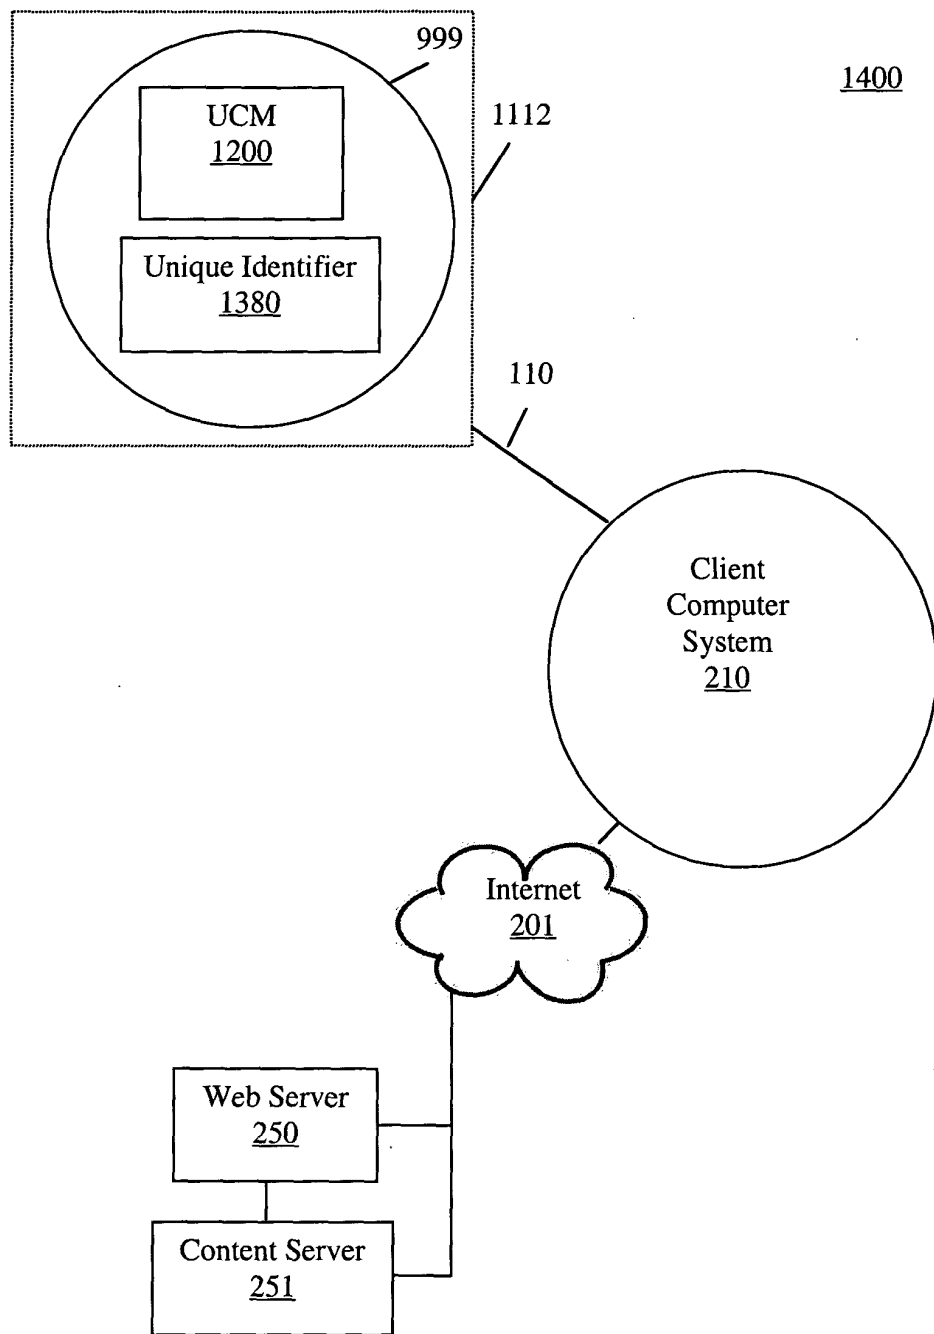 999
1400
UCM
1200
1112
Unique Identifier
1380
110
Client
Computer
System
210
Internet
201
Web Server
250
Content Server
251